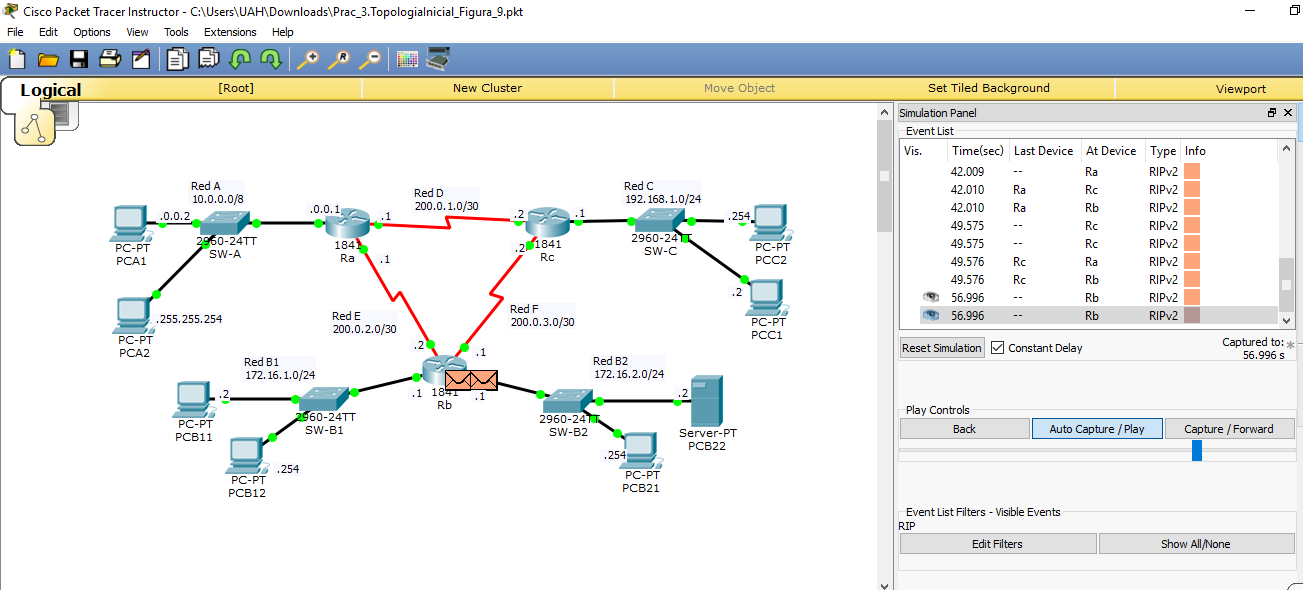 Cisco Packet Tracer Instructor - C:\Users\UAH\Downloads\Prac_3.TopologiaInicial_Figura_9.pkt
File Edit Options View Tools Extensions Help
Logical [Root] New Cluster Move Object Set Tiled Background Viewport
Red A
10.0.0.0/8
.0.0.2
PC-PT
PCA1
2960-24TT
SW-A
.0.0.1
.1
1841
Ra
.1
Red D
200.0.1.0/30
.2
.1
1841
Rc
.2
Red C
192.168.1.0/24
2960-24TT
SW-C
.254
PC-PT
PCC2
.2
PC-PT
PCC1
.255.255.254
PC-PT
PCA2
Red E
200.0.2.0/30
Red F
200.0.3.0/30
.2
.1
1841
Rb
.1
.1
Red B1
172.16.1.0/24
.2
PC-PT
PCB11
2960-24TT
SW-B1
.254
PC-PT
PCB12
Red B2
172.16.2.0/24
2960-24TT
SW-B2
.2
Server-PT
PCB22
.254
PC-PT
PCB21
Simulation Panel
Event List
Vis. Time(sec) Last Device At Device Type Info
42.009 -- Ra RIPv2
42.010 Ra Rc RIPv2
42.010 Ra Rb RIPv2
49.575 -- Rc RIPv2
49.575 -- Rc RIPv2
49.576 Rc Ra RIPv2
49.576 Rc Rb RIPv2
56.996 -- Rb RIPv2
56.996 -- Rb RIPv2
Reset Simulation Constant Delay Captured to: *
56.996 s
Play Controls
Back Auto Capture / Play Capture / Forward
Event List Filters - Visible Events
RIP
Edit Filters Show All/None